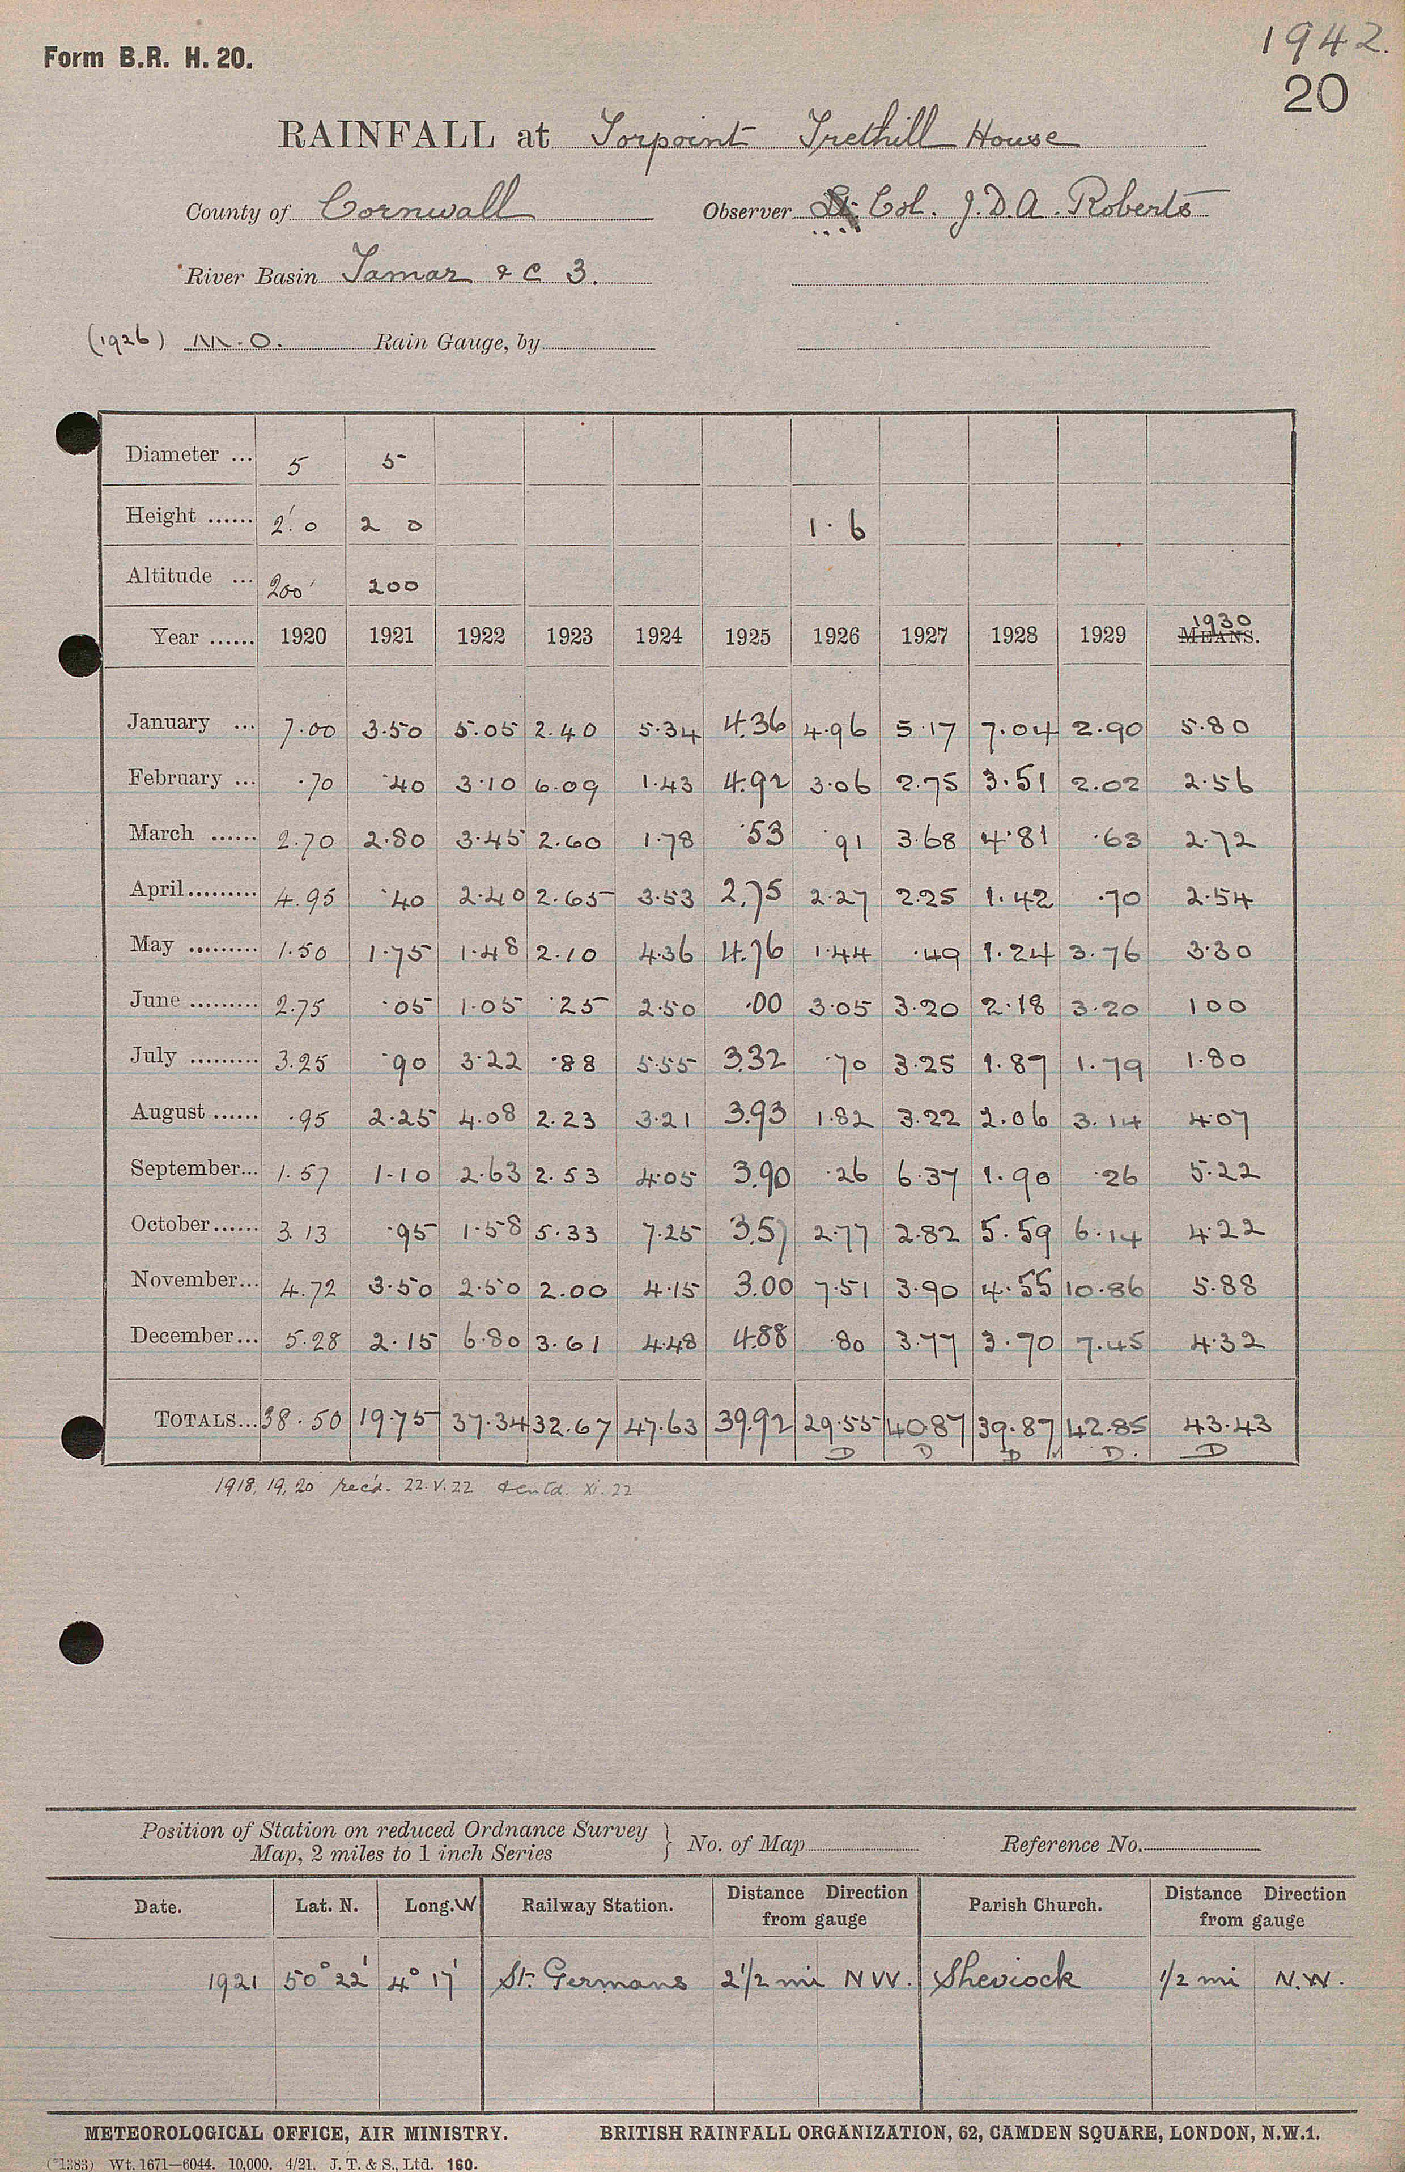 1942.
Form B.R. H. 20.
20
RAINFALL at Torpoint Trethill House
County of Cornwall Observer Col. J.D.A. Roberts
River Basin Tamar & C 3.
(1926) M.O. Rain Gauge, by
Diameter ... 5 5
Height ...... 2'.0 2 0 1.6
Altitude ... 200' 200
1930
Year ...... 1920 1921 1922 1923 1924 1925 1926 1927 1928 1929 MEANS.
January ... 7.00 3.50 5.05 2.40 5.34 4.36 4.96 5.17 7.04 2.90 5.80
February ... .70 .40 3.10 6.09 1.43 4.92 3.06 2.75 3.51 2.02 2.56
March ...... 2.70 2.80 3.45 2.60 1.78 .53 .91 3.68 4.81 .63 2.72
April......... 4.95 .40 2.40 2.65 3.53 2.75 2.27 2.25 1.42 .70 2.54
May ......... 1.50 1.75 1.48 2.10 4.36 4.76 1.44 .49 1.24 3.76 3.30
June ......... 2.75 .05 1.05 .25 2.50 .00 3.05 3.20 2.18 3.20 100
July ......... 3.25 .90 3.22 .88 5.55 3.32 .70 3.25 1.87 1.79 1.80
August ...... .95 2.25 4.08 2.23 3.21 3.93 1.82 3.22 2.06 3.14 4.07
September... 1.57 1.10 2.63 2.53 4.05 3.90 .26 6.37 1.90 .26 5.22
October...... 3.13 .95 1.58 5.33 7.25 3.57 2.77 2.82 5.59 6.14 4.22
November... 4.72 3.50 2.50 2.00 4.15 3.00 7.51 3.90 4.55 10.86 5.88
December... 5.28 2.15 6.80 3.61 4.48 4.88 .80 3.77 3.70 7.45 4.32
TOTALS... 38.50 19.75 37.34 32.67 47.63 39.92 29.55 40.87 39.87 42.85 43.43
D D D D. D
1918, 19, 20 rec'd. 22.V.22 & entd. XI.22
Position of Station on reduced Ordnance Survey
Map, 2 miles to 1 inch Series } No. of Map Reference No.
Date. Lat. N. Long. W Railway Station. Distance Direction from gauge Parish Church. Distance Direction from gauge
1921 50° 22' 4° 17' St. Germans 2 1/2 mi N W. Sheviock 1/2 mi N.W.
METEOROLOGICAL OFFICE, AIR MINISTRY. BRITISH RAINFALL ORGANIZATION, 62, CAMDEN SQUARE, LONDON, N.W.1.
(*1383) Wt. 1671—6044. 10,000. 4/21. J. T. & S., Ltd. 160.